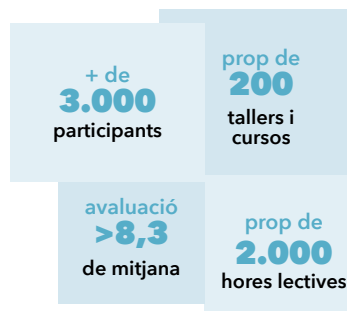 + de
3.000
participants
prop de
200
tallers i
cursos
avaluació
>8,3
de mitjana
prop de
2.000
hores lectives